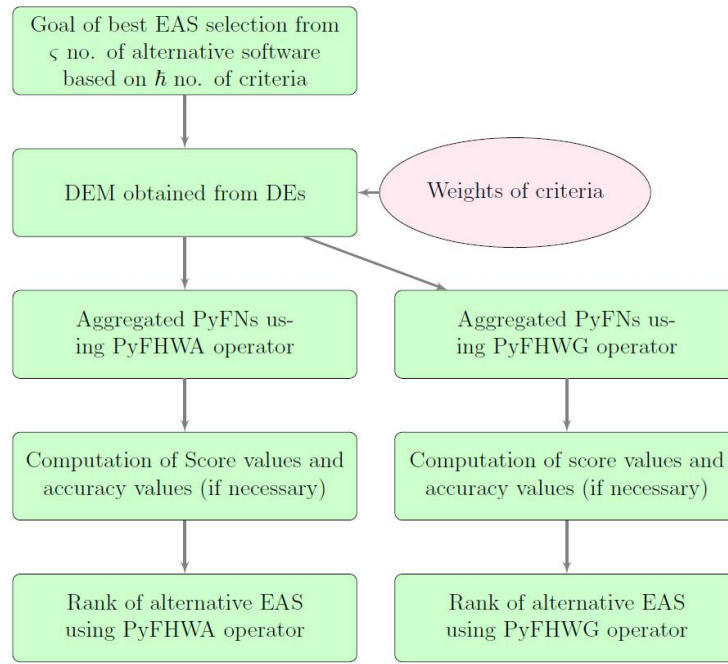 Goal of best EAS selection from
ς no. of alternative software
based on ℏ no. of criteria
DEM obtained from DEs
Weights of criteria
Aggregated PyFNs us-
ing PyFHWA operator
Aggregated PyFNs us-
ing PyFHWG operator
Computation of Score values and
accuracy values (if necessary)
Computation of score values and
accuracy values (if necessary)
Rank of alternative EAS
using PyFHWA operator
Rank of alternative EAS
using PyFHWG operator